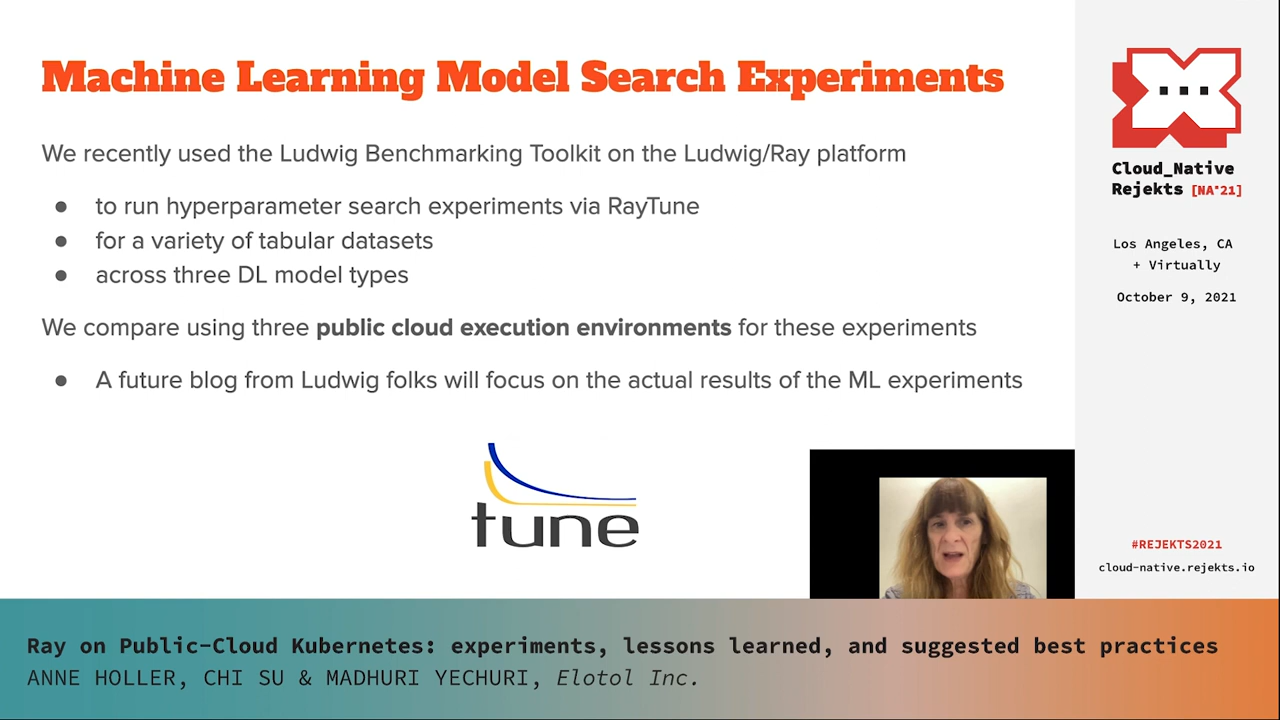 Machine Learning Model Search Experiments
We recently used the Ludwig Benchmarking Toolkit on the Ludwig/Ray platform
● to run hyperparameter search experiments via RayTune
● for a variety of tabular datasets
● across three DL model types
We compare using three public cloud execution environments for these experiments
● A future blog from Ludwig folks will focus on the actual results of the ML experiments
tune
Cloud_Native
Rejekts [NA'21]
Los Angeles, CA
+ Virtually
October 9, 2021
#REJEKTS2021
cloud-native.rejekts.io
Ray on Public-Cloud Kubernetes: experiments, lessons learned, and suggested best practices
ANNE HOLLER, CHI SU & MADHURI YECHURI, Elotol Inc.